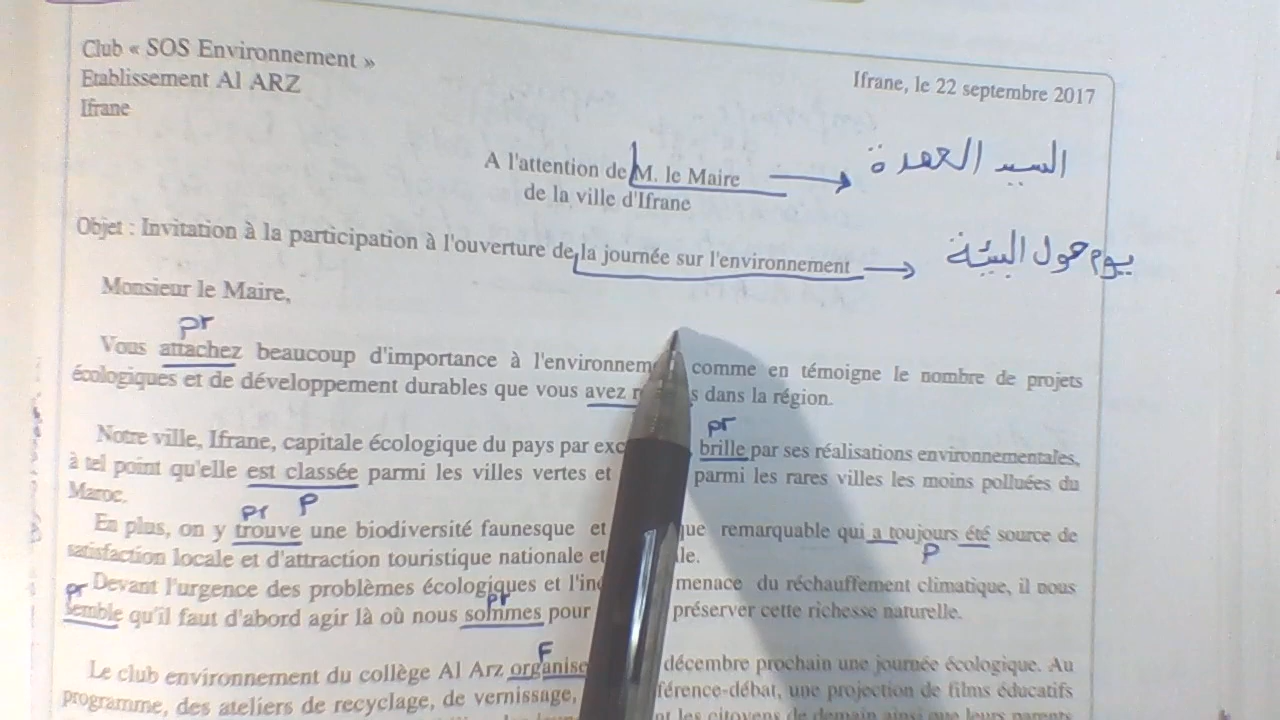 Club « SOS Environnement »
Etablissement Al ARZ
Ifrane
Ifrane, le 22 septembre 2017
A l'attention de M. le Maire → السيد العمدة
de la ville d'Ifrane
Objet : Invitation à la participation à l'ouverture de la journée sur l'environnement → يوم حول البيئة
Monsieur le Maire,
pr
Vous attachez beaucoup d'importance à l'environnem comme en témoigne le nombre de projets
écologiques et de développement durables que vous avez dans la région.
pr
Notre ville, Ifrane, capitale écologique du pays par exc brille par ses réalisations environnementales,
à tel point qu'elle est classée parmi les villes vertes et parmi les rares villes les moins polluées du
Maroc.
pr P
En plus, on y trouve une biodiversité faunesque et que remarquable qui a toujours été source de
P
satisfaction locale et d'attraction touristique nationale et le.
pr Devant l'urgence des problèmes écologiques et l'in menace du réchauffement climatique, il nous
pr
semble qu'il faut d'abord agir là où nous sommes pour préserver cette richesse naturelle.
F
Le club environnement du collège Al Arz organise décembre prochain une journée écologique. Au
programme, des ateliers de recyclage, de vernissage, férence-débat, une projection de films éducatifs
nt les citoyens de demain ainsi que leurs parents